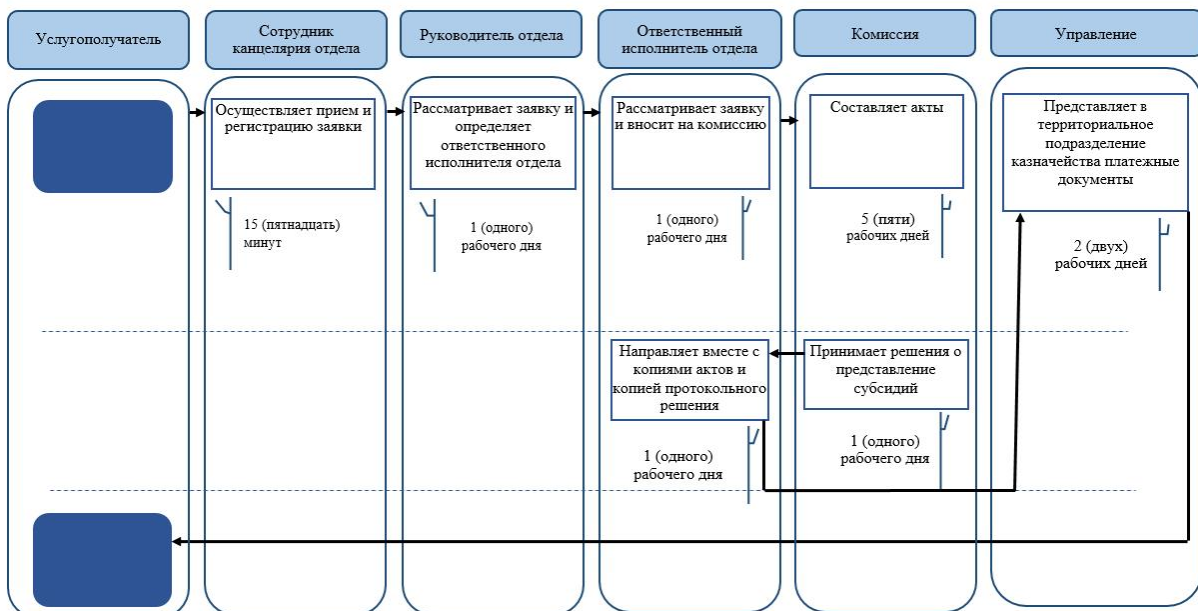 Услугополучатель
Сотрудник
канцелярия отдела
Руководитель отдела
Ответственный
исполнитель отдела
Комиссия
Управление
Осуществляет прием и
регистрацию заявки
Рассматривает заявку и
определяет
ответственного
исполнителя отдела
Рассматривает заявку
и вносит на комиссию
Составляет акты
Представляет в
территориальное
подразделение
казначейства платежные
документы
15 (пятнадцать)
минут
1 (одного)
рабочего дня
1 (одного)
рабочего дня
5 (пяти)
рабочих дней
2 (двух)
рабочих дней
Направляет вместе с
копиями актов и
копией протокольного
решения
Принимает решения о
представление
субсидий
1 (одного)
рабочего дня
1 (одного)
рабочего дня